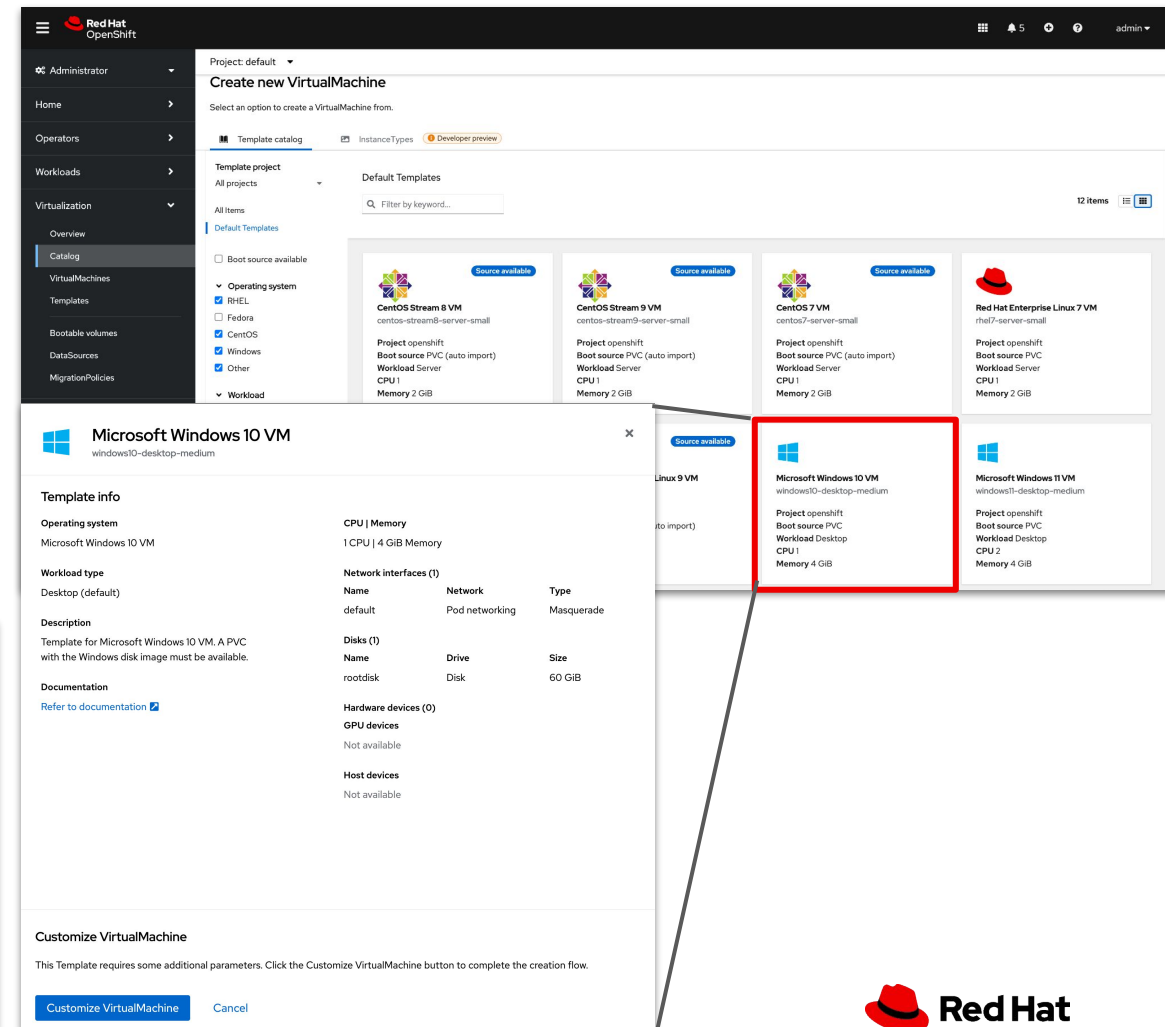 Red Hat
OpenShift
5
admin
Administrator
Home
Operators
Workloads
Virtualization
Overview
Catalog
VirtualMachines
Templates
Bootable volumes
DataSources
MigrationPolicies
Project: default
Create new VirtualMachine
Select an option to create a VirtualMachine from.
Template catalog
InstanceTypes
Developer preview
Template project
All projects
All Items
Default Templates
Boot source available
Operating system
RHEL
Fedora
CentOS
Windows
Other
Workload
Default Templates
Filter by keyword...
12 items
Source available
CentOS Stream 8 VM
centos-stream8-server-small
Project openshift
Boot source PVC (auto import)
Workload Server
CPU 1
Memory 2 GiB
Source available
CentOS Stream 9 VM
centos-stream9-server-small
Project openshift
Boot source PVC (auto import)
Workload Server
CPU 1
Memory 2 GiB
Source available
CentOS 7 VM
centos7-server-small
Project openshift
Boot source PVC (auto import)
Workload Server
CPU 1
Memory 2 GiB
Red Hat Enterprise Linux 7 VM
rhel7-server-small
Project openshift
Boot source PVC
Workload Server
CPU 1
Memory 2 GiB
Source available
Linux 9 VM
import)
Microsoft Windows 10 VM
windows10-desktop-medium
Project openshift
Boot source PVC
Workload Desktop
CPU 1
Memory 4 GiB
Microsoft Windows 11 VM
windows11-desktop-medium
Project openshift
Boot source PVC
Workload Desktop
CPU 2
Memory 4 GiB
Microsoft Windows 10 VM
windows10-desktop-medium
Template info
Operating system
Microsoft Windows 10 VM
Workload type
Desktop (default)
Description
Template for Microsoft Windows 10 VM. A PVC
with the Windows disk image must be available.
Documentation
Refer to documentation
CPU | Memory
1 CPU | 4 GiB Memory
Network interfaces (1)
Name Network Type
default Pod networking Masquerade
Disks (1)
Name Drive Size
rootdisk Disk 60 GiB
Hardware devices (0)
GPU devices
Not available
Host devices
Not available
Customize VirtualMachine
This Template requires some additional parameters. Click the Customize VirtualMachine button to complete the creation flow.
Customize VirtualMachine
Cancel
Red Hat